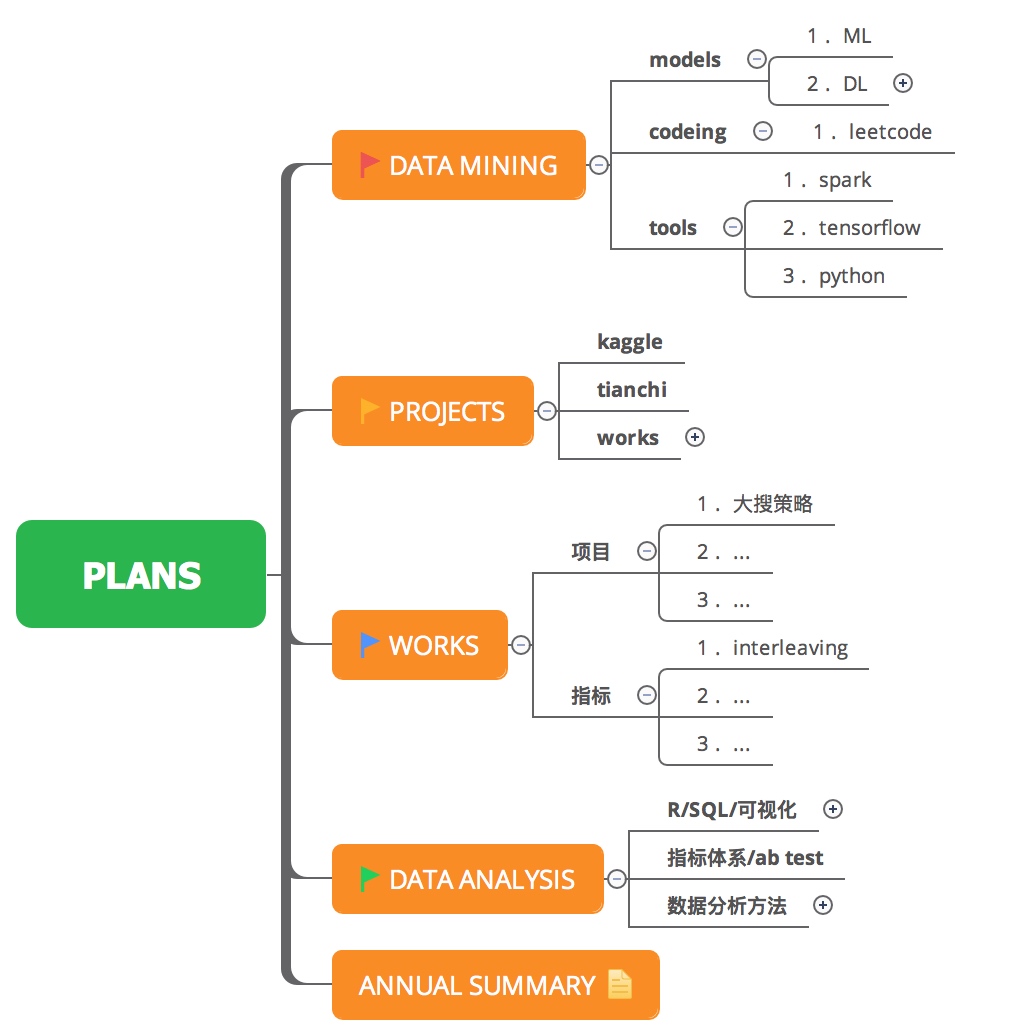 PLANS
DATA MINING
models
1 . ML
2 . DL
codeing
1 . leetcode
tools
1 . spark
2 . tensorflow
3 . python
PROJECTS
kaggle
tianchi
works
WORKS
项目
1 . 大搜策略
2 . ...
3 . ...
指标
1 . interleaving
2 . ...
3 . ...
DATA ANALYSIS
R/SQL/可视化
指标体系/ab test
数据分析方法
ANNUAL SUMMARY